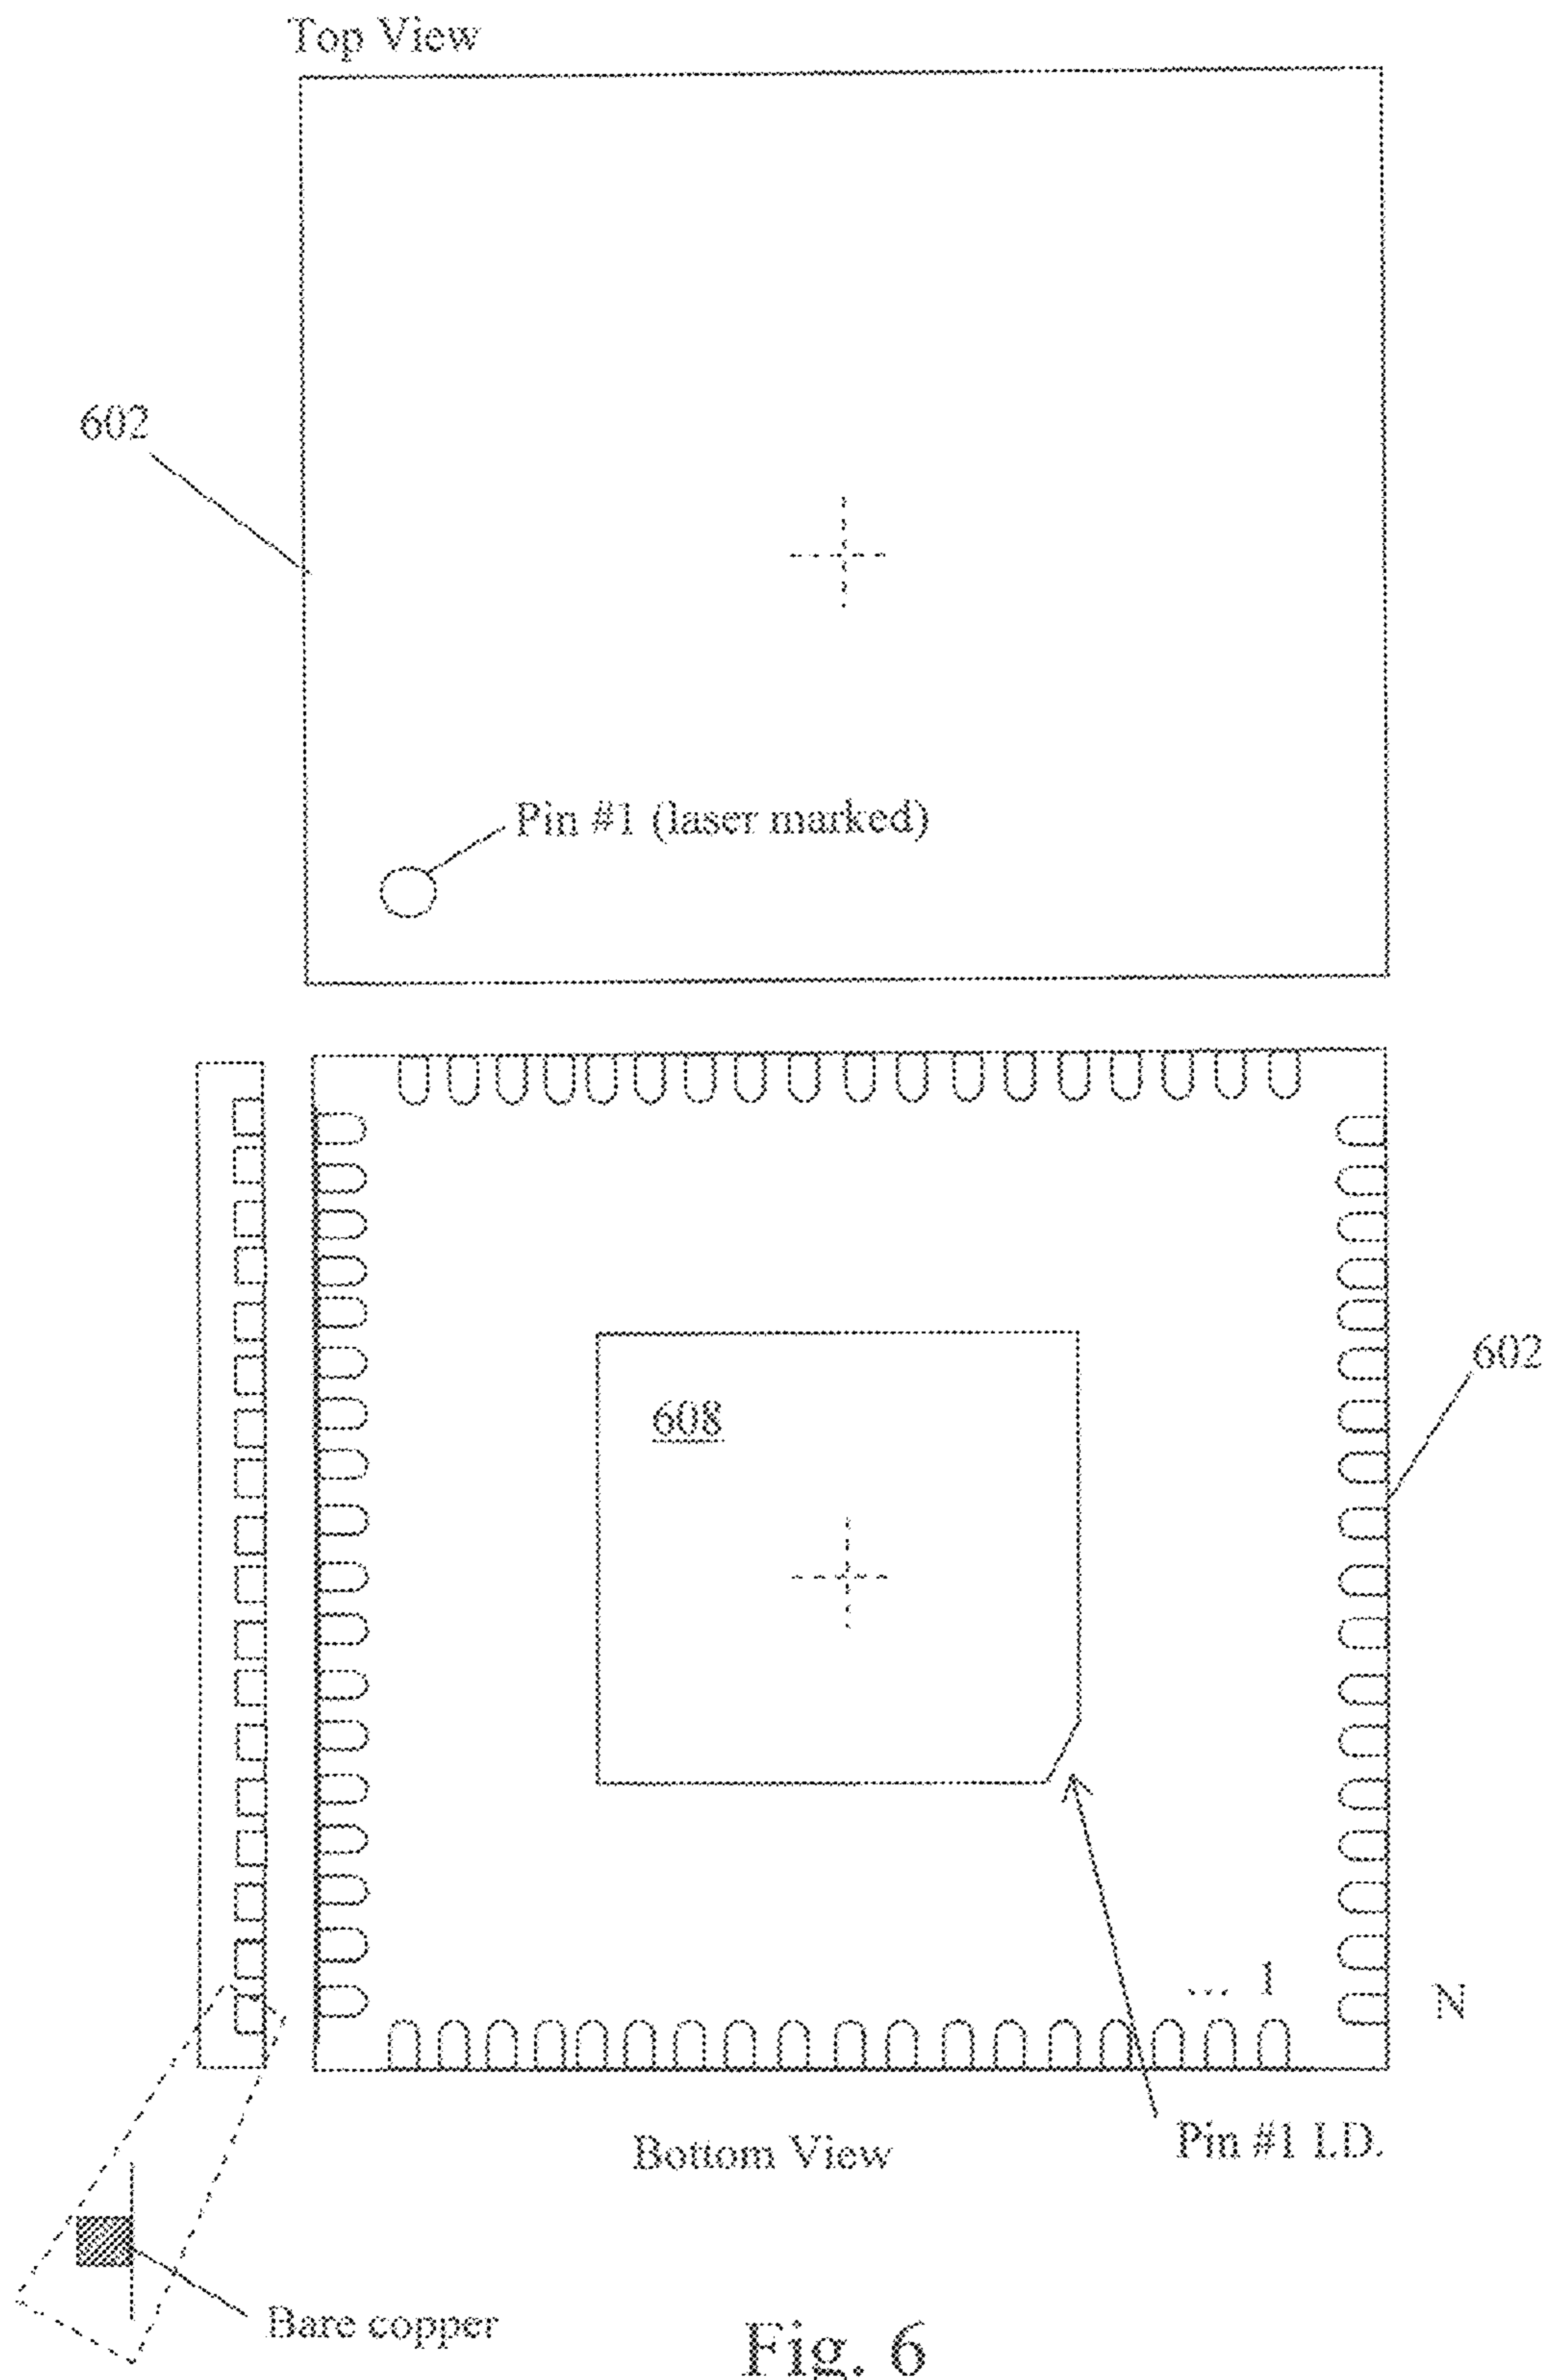 Top View
602
Pin #1 (laser marked)
602
608
... 1
N
Bottom View
Pin #1 I.D.
Bare copper
Fig. 6